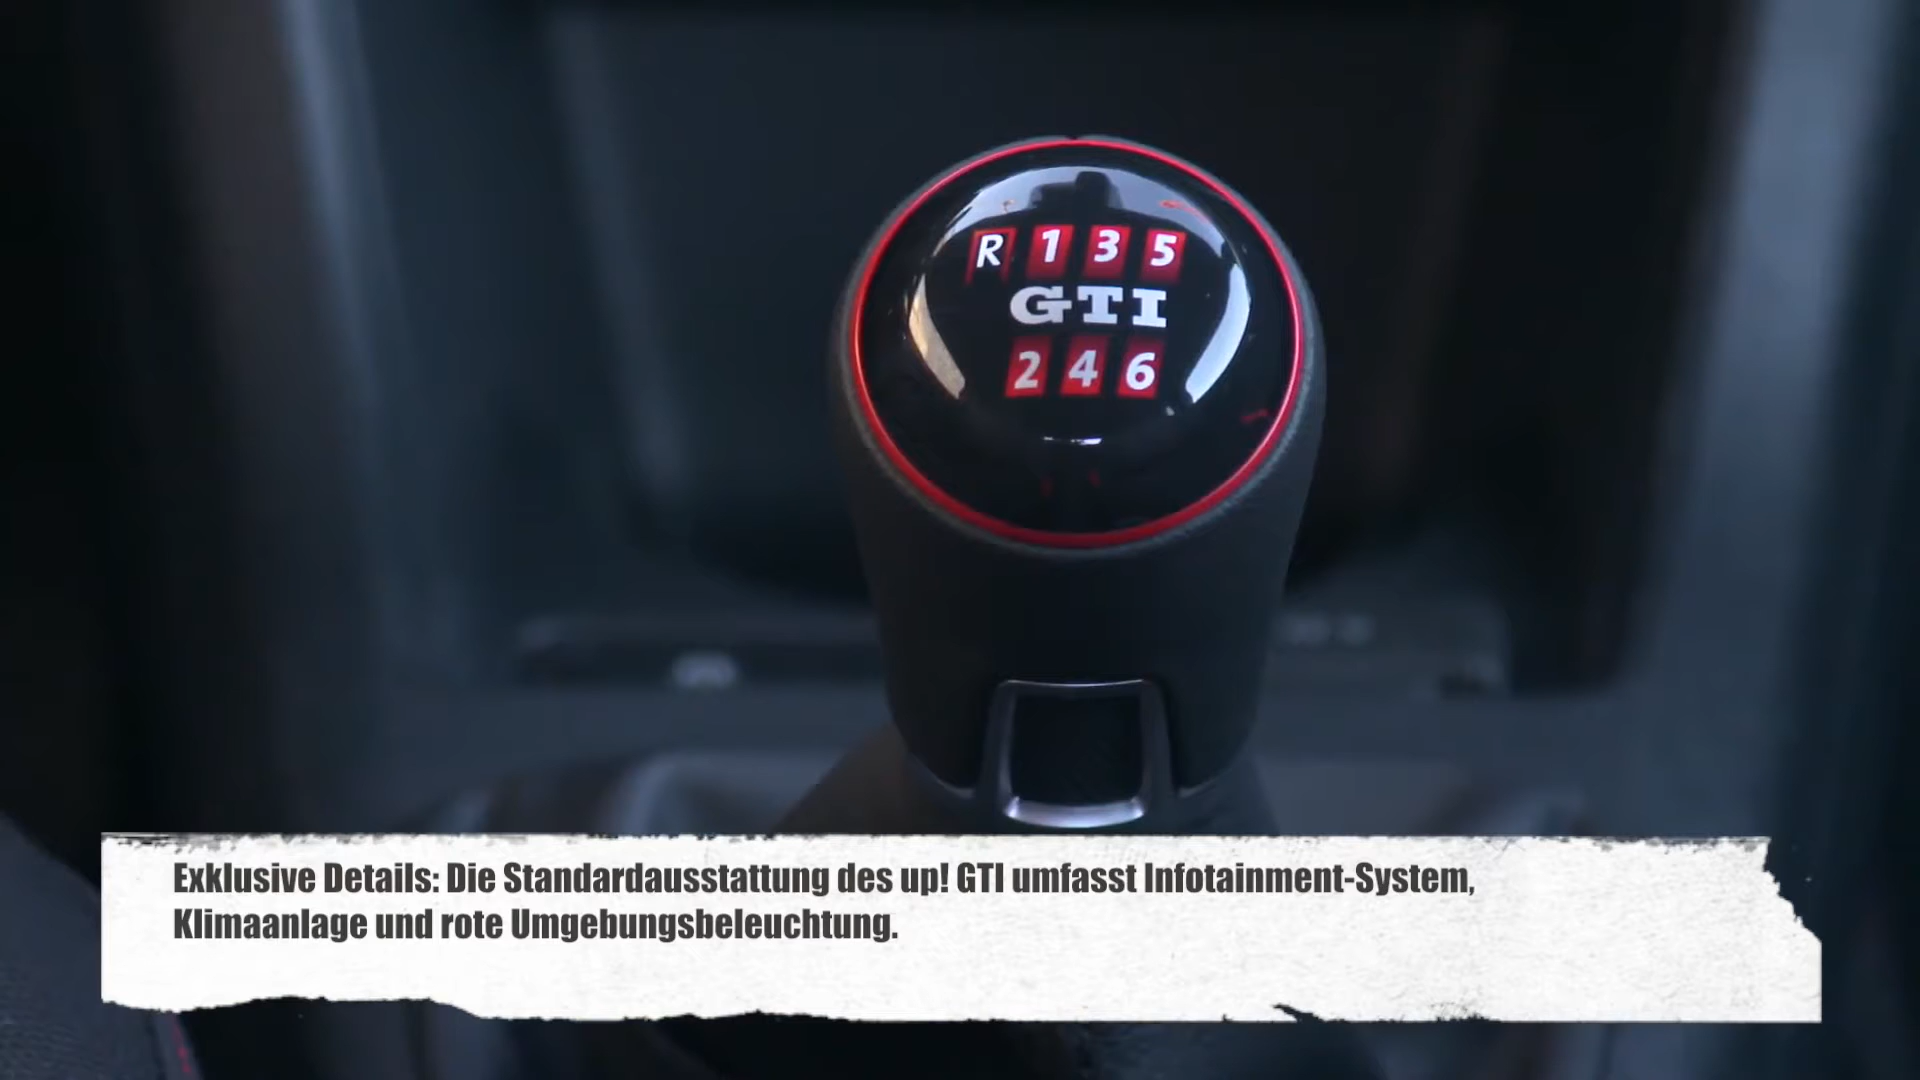 R 1 3 5
GTI
2 4 6
Exklusive Details: Die Standardausstattung des up! GTI umfasst Infotainment-System,
Klimaanlage und rote Umgebungsbeleuchtung.